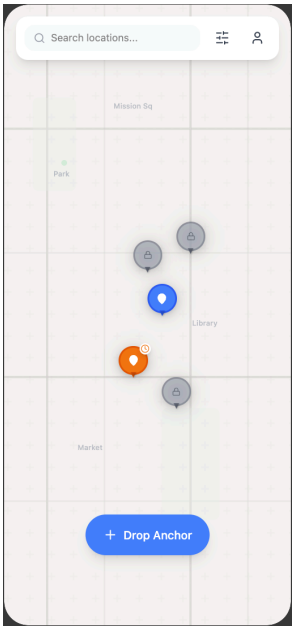 Search locations...
Mission Sq
Park
Library
Market
Drop Anchor